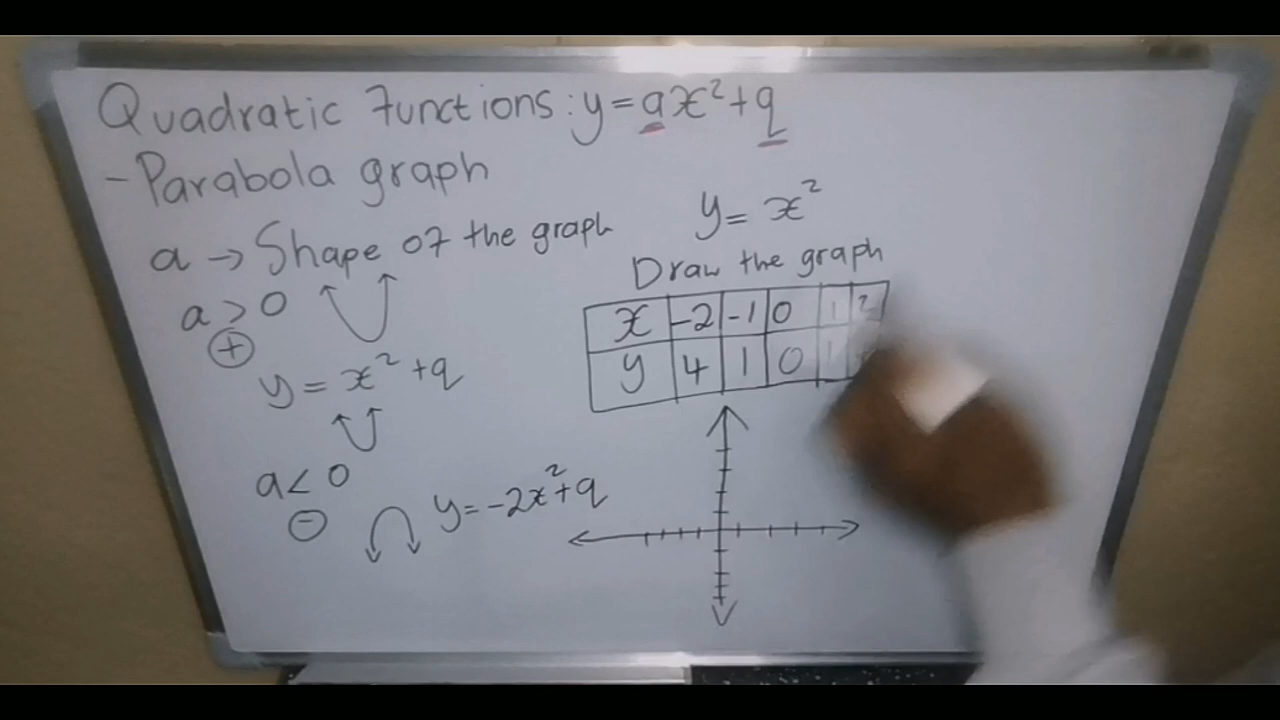 Quadratic Functions: y = ax² + q
- Parabola graph
a → Shape of the graph
a > 0
+
y = x² + q
a < 0
-
y = -2x² + q
y = x²
Draw the graph
x -2 -1 0 1 2
y 4 1 0 1